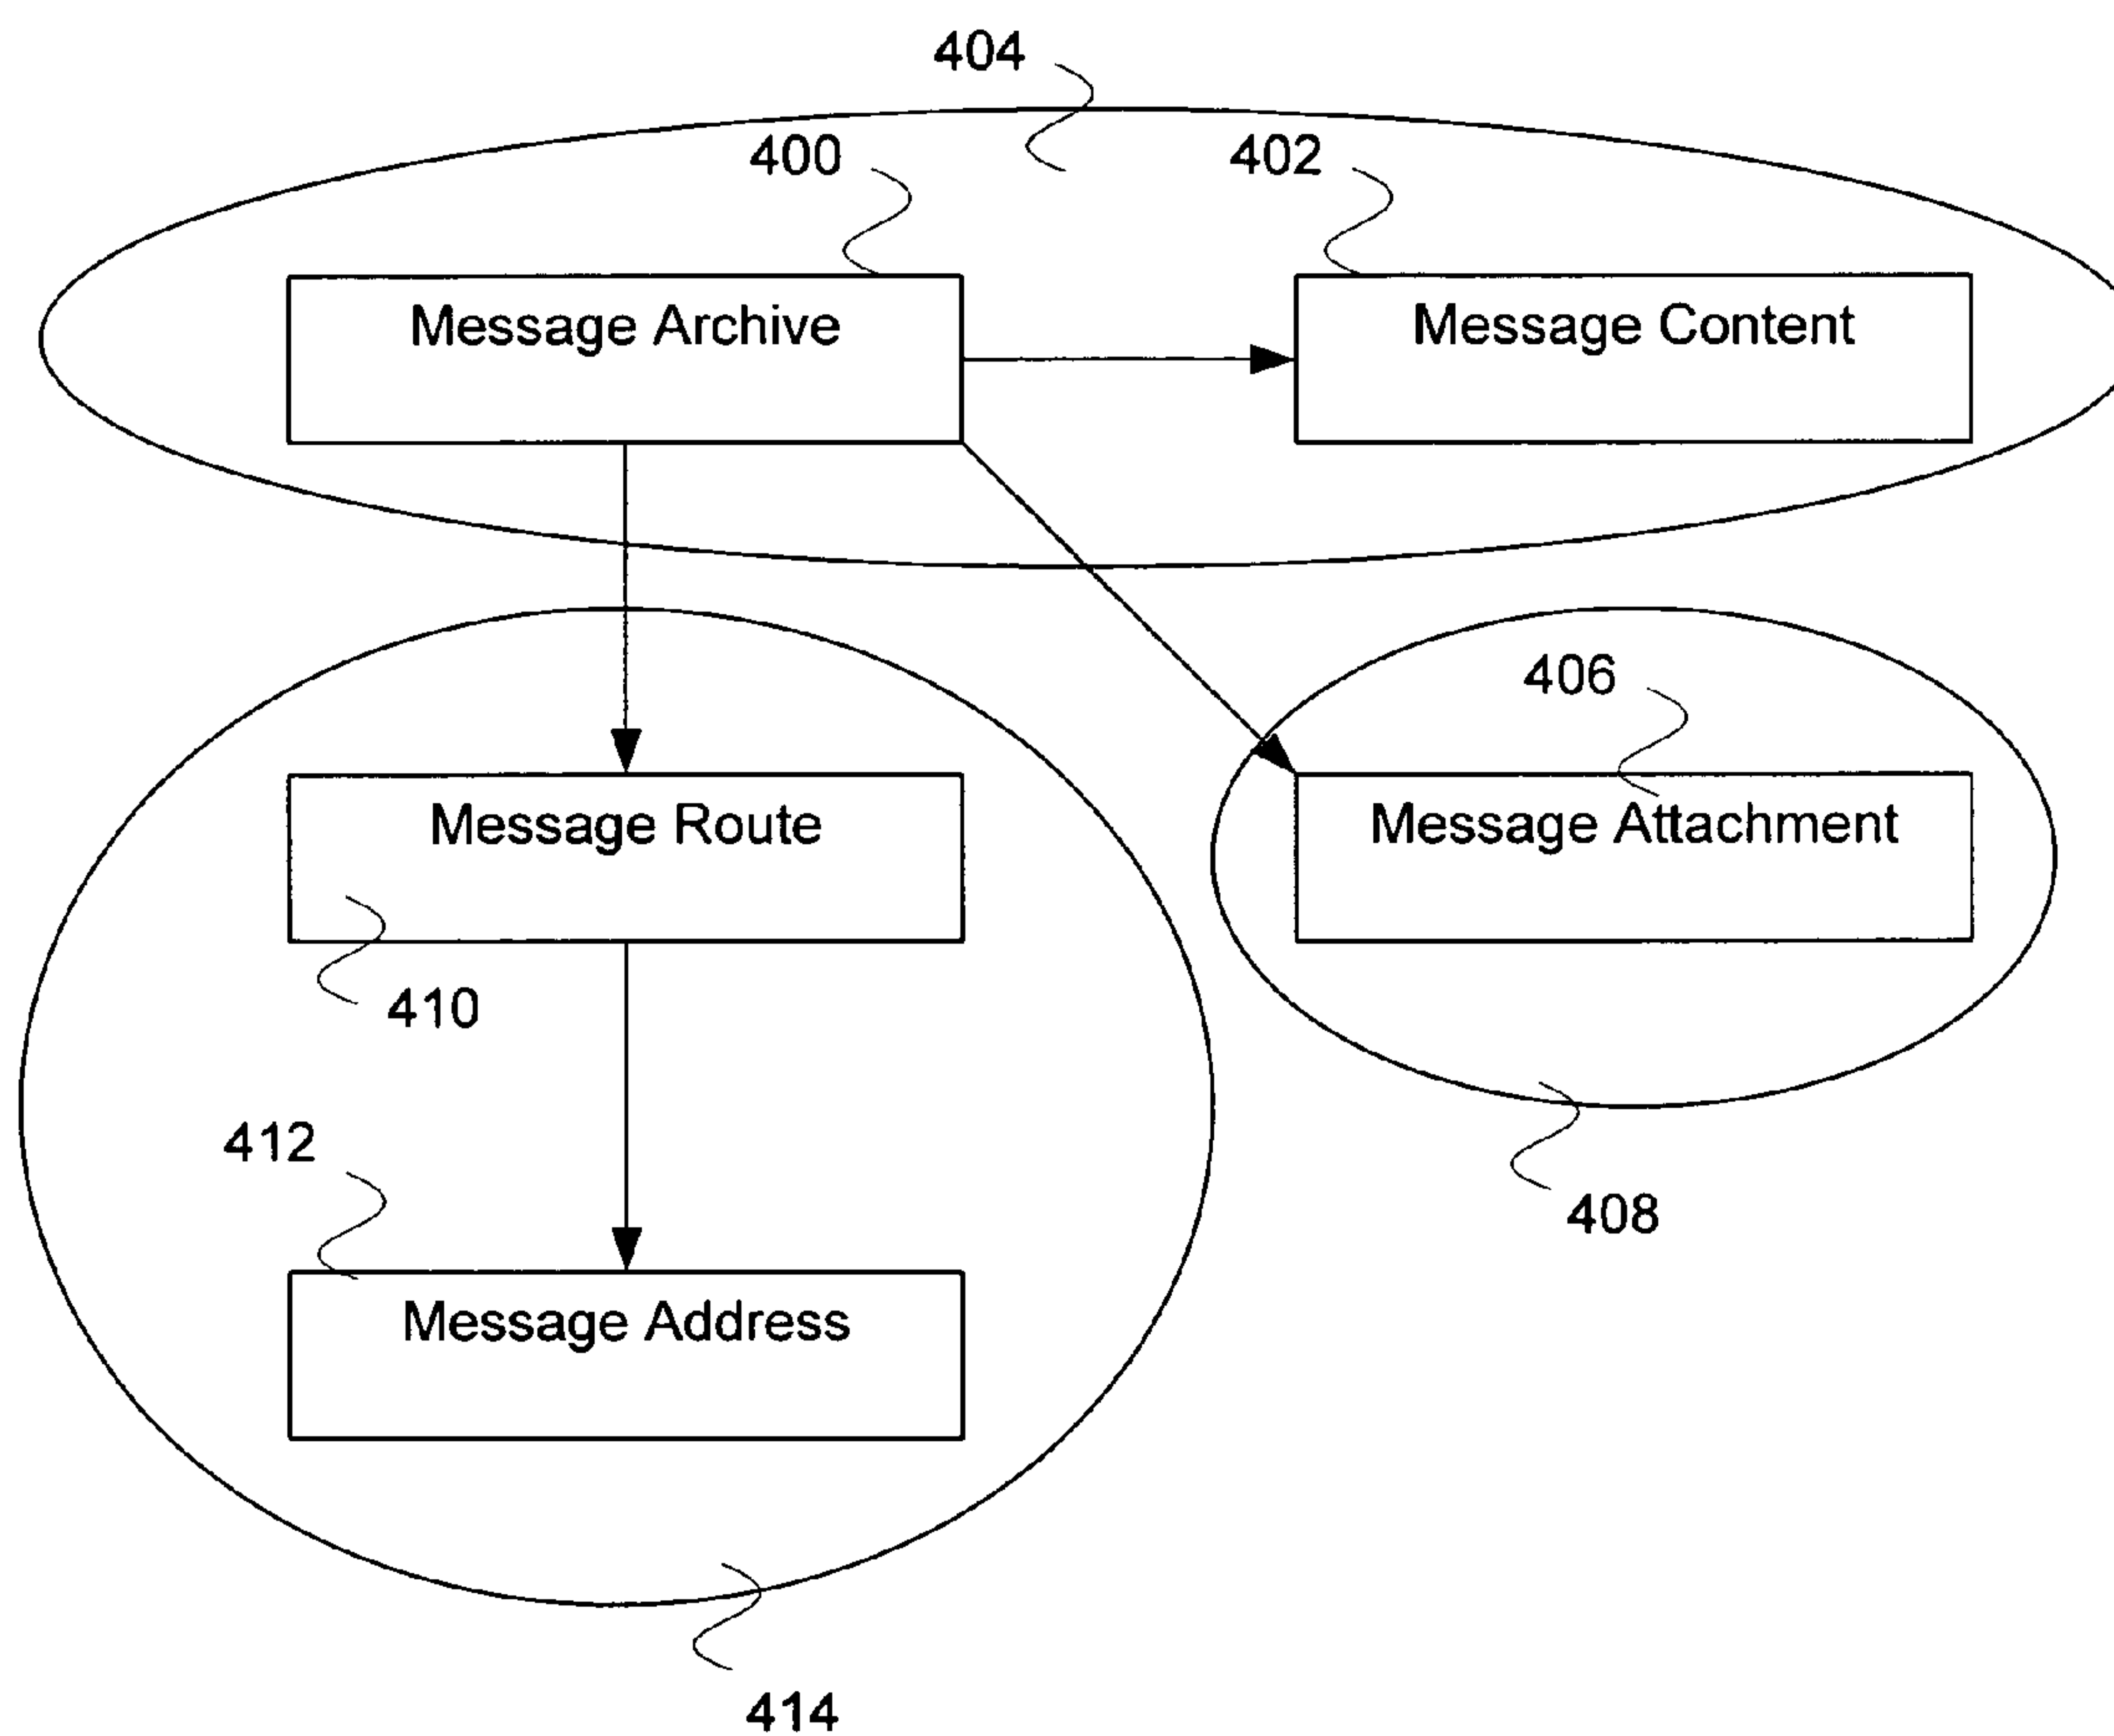 404
400
402
Message Archive
Message Content
406
Message Route
Message Attachment
410
412
408
Message Address
414